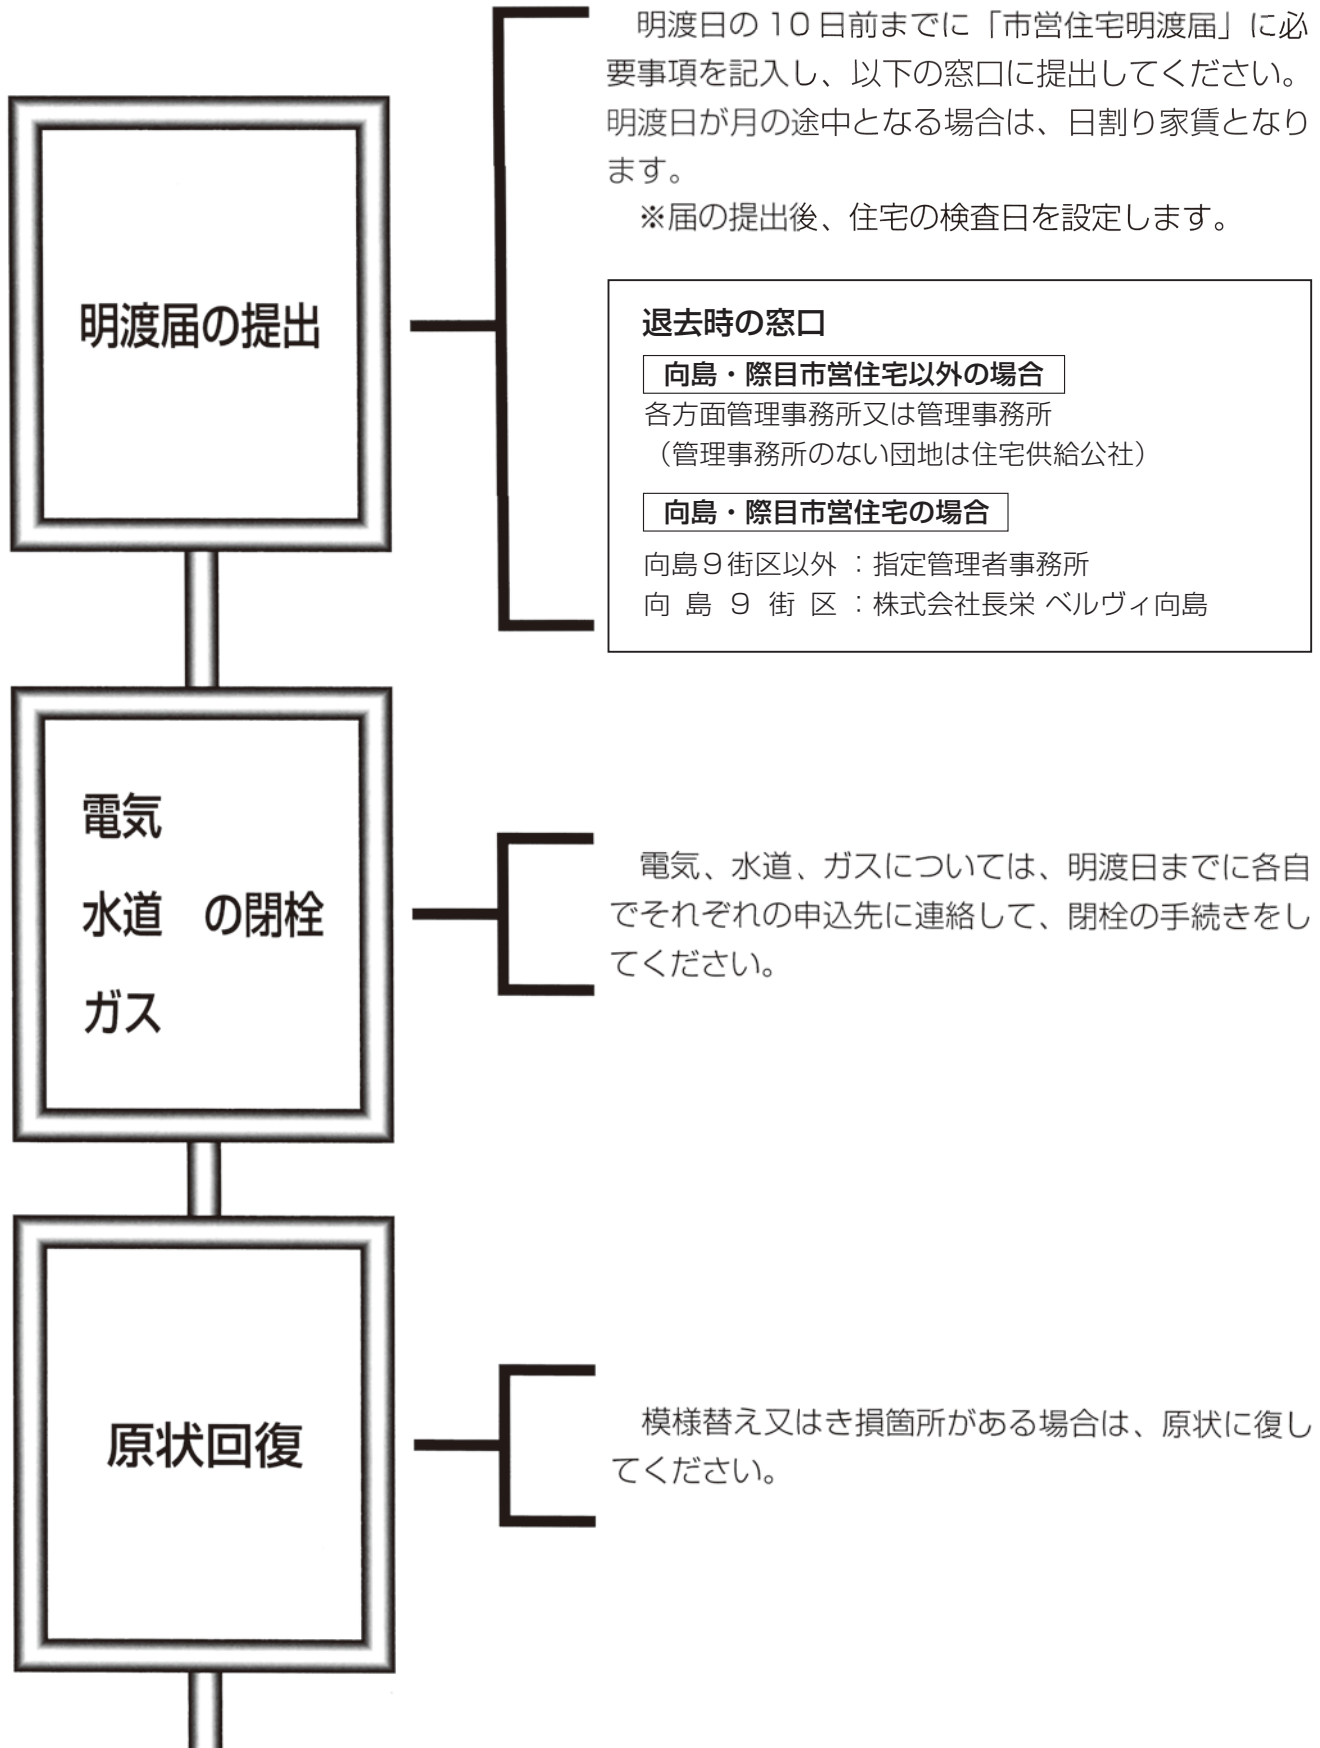 明渡届の提出
明渡日の10日前までに「市営住宅明渡届」に必
要事項を記入し、以下の窓口に提出してください。
明渡日が月の途中となる場合は、日割り家賃となり
ます。
※届の提出後、住宅の検査日を設定します。
退去時の窓口
向島・際目市営住宅以外の場合
各方面管理事務所又は管理事務所
（管理事務所のない団地は住宅供給公社）
向島・際目市営住宅の場合
向島９街区以外：指定管理者事務所
向島９街区：株式会社長栄 ベルヴィ向島
電気
水道　の閉栓
ガス
電気、水道、ガスについては、明渡日までに各自
でそれぞれの申込先に連絡して、閉栓の手続きをし
てください。
原状回復
模様替え又はき損箇所がある場合は、原状に復し
てください。